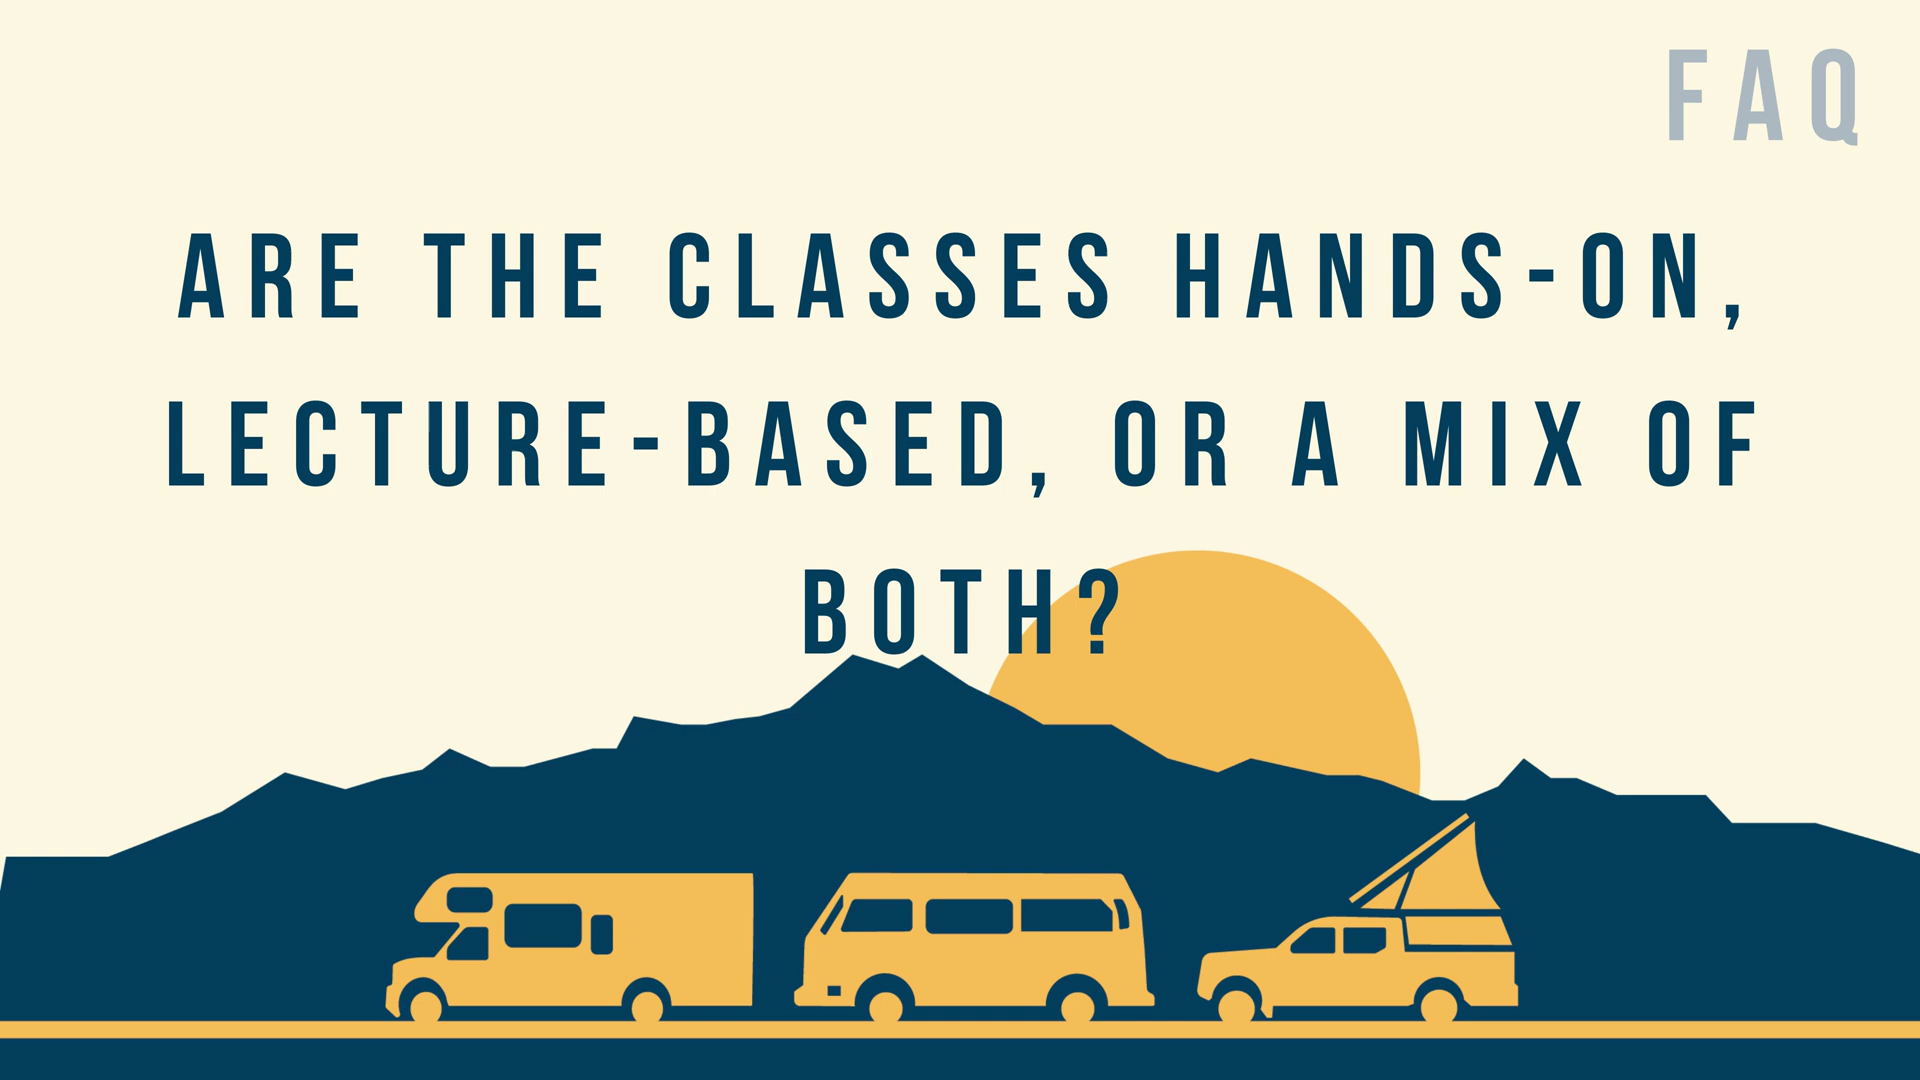 FAQ
ARE THE CLASSES HANDS-ON,
LECTURE-BASED, OR A MIX OF
BOTH?